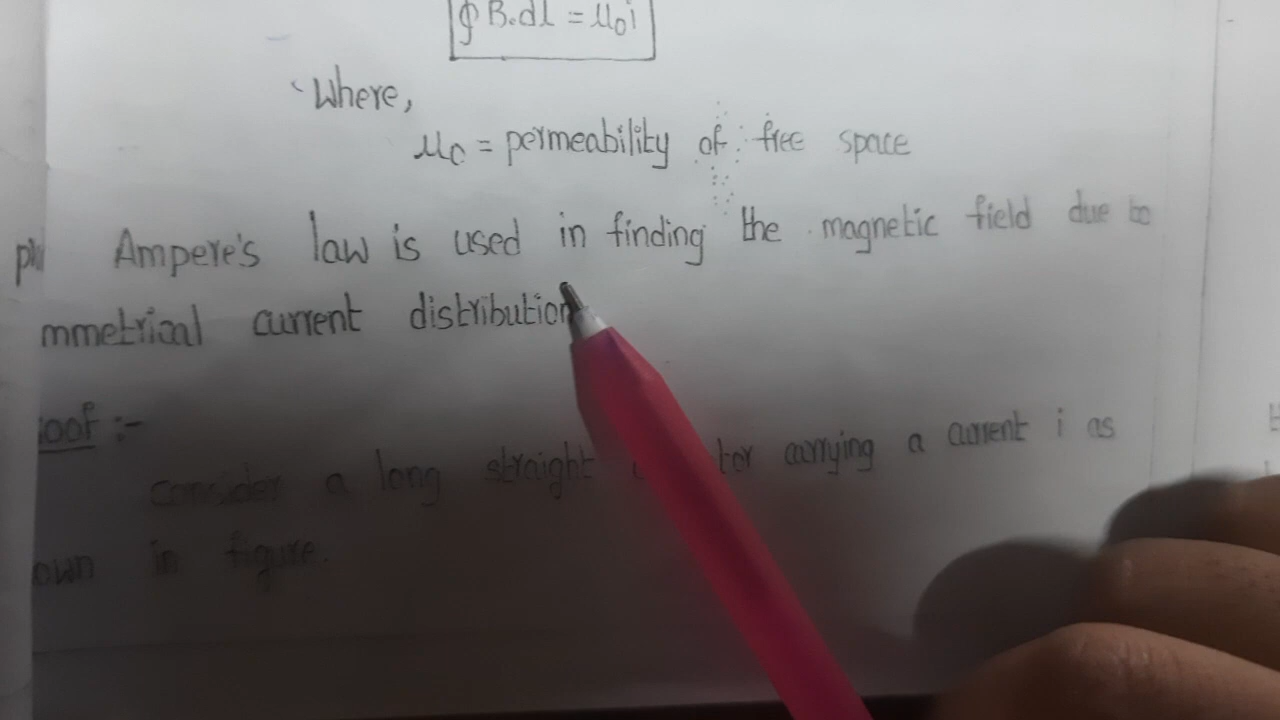 ∮B.dl = μ0i
Where,
μ0 = permeability of free space
Ampere's law is used in finding the magnetic field due to
mmetrical current distribution
oof :-
Consider a long straight tor carrying a current i as
own in figure.